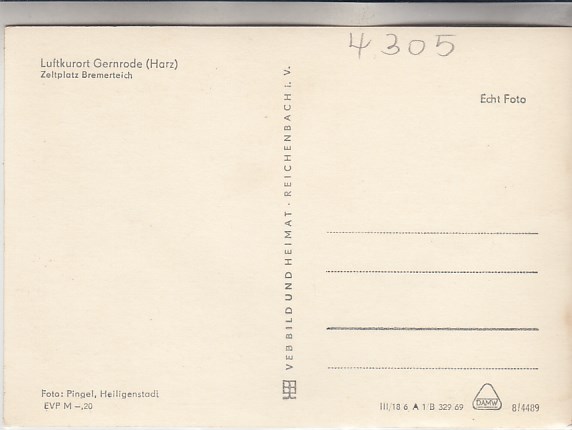 4305
Luftkurort Gernrode (Harz)
Zeltplatz Bremerteich
Echt Foto
VEB BILD UND HEIMAT · REICHENBACH i. V.
Foto: Pingel, Heiligenstadt
EVP M –,20
III/18 6 A 1/B 329 69
DAMW
8/4489